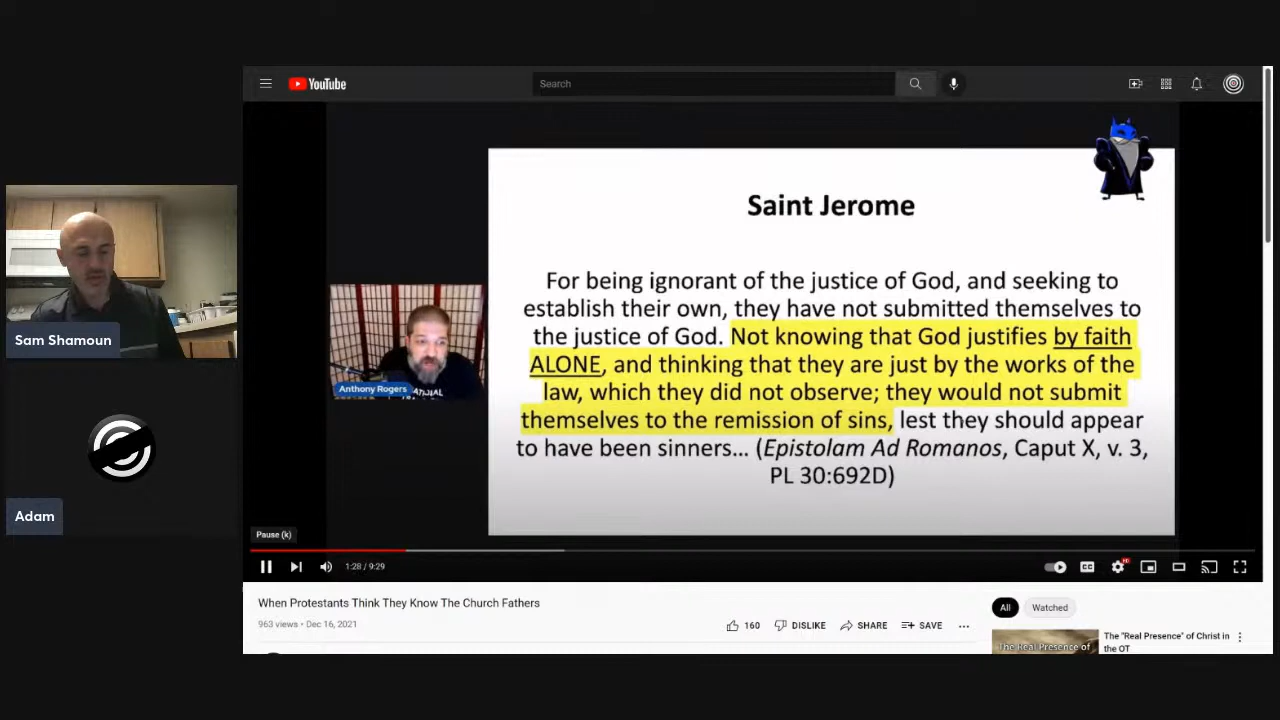 YouTube
Search
Saint Jerome
For being ignorant of the justice of God, and seeking to
establish their own, they have not submitted themselves to
the justice of God. Not knowing that God justifies by faith
ALONE, and thinking that they are just by the works of the
law, which they did not observe; they would not submit
themselves to the remission of sins, lest they should appear
to have been sinners... (Epistolam Ad Romanos, Caput X, v. 3,
PL 30:692D)
Anthony Rogers
Sam Shamoun
Adam
Pause (k)
1:28 / 9:29
CC
HD
When Protestants Think They Know The Church Fathers
963 views • Dec 16, 2021
160
DISLIKE
SHARE
SAVE
All
Watched
The Real Presence of
The "Real Presence" of Christ in
the OT